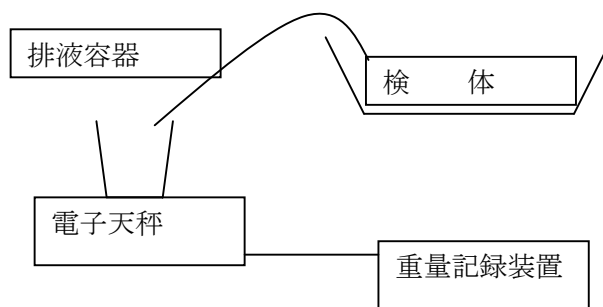 排液容器
検　　体
電子天秤
重量記録装置